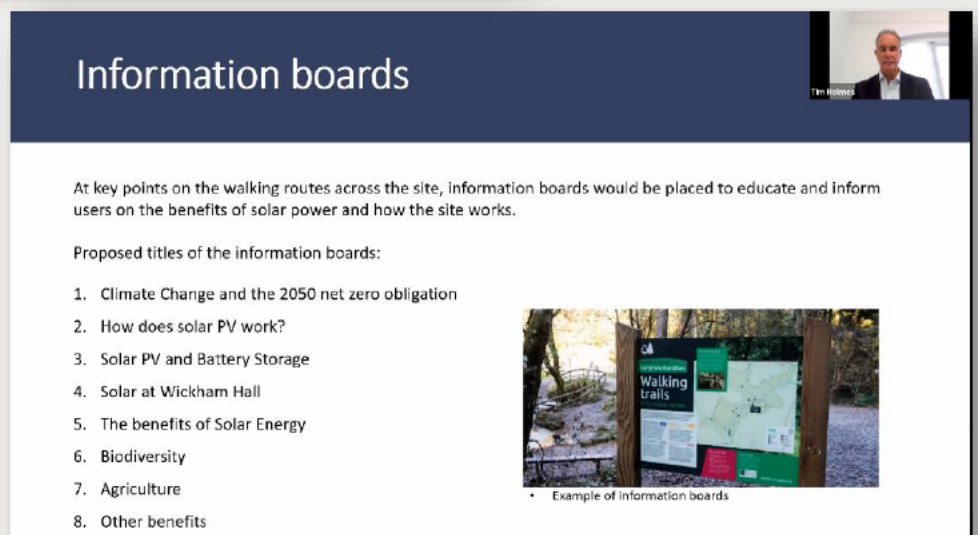 Information boards
Tim Holmes
At key points on the walking routes across the site, information boards would be placed to educate and inform
users on the benefits of solar power and how the site works.
Proposed titles of the information boards:
1. Climate Change and the 2050 net zero obligation
2. How does solar PV work?
3. Solar PV and Battery Storage
4. Solar at Wickham Hall
5. The benefits of Solar Energy
6. Biodiversity
7. Agriculture
8. Other benefits
Walking
trails
• Example of information boards